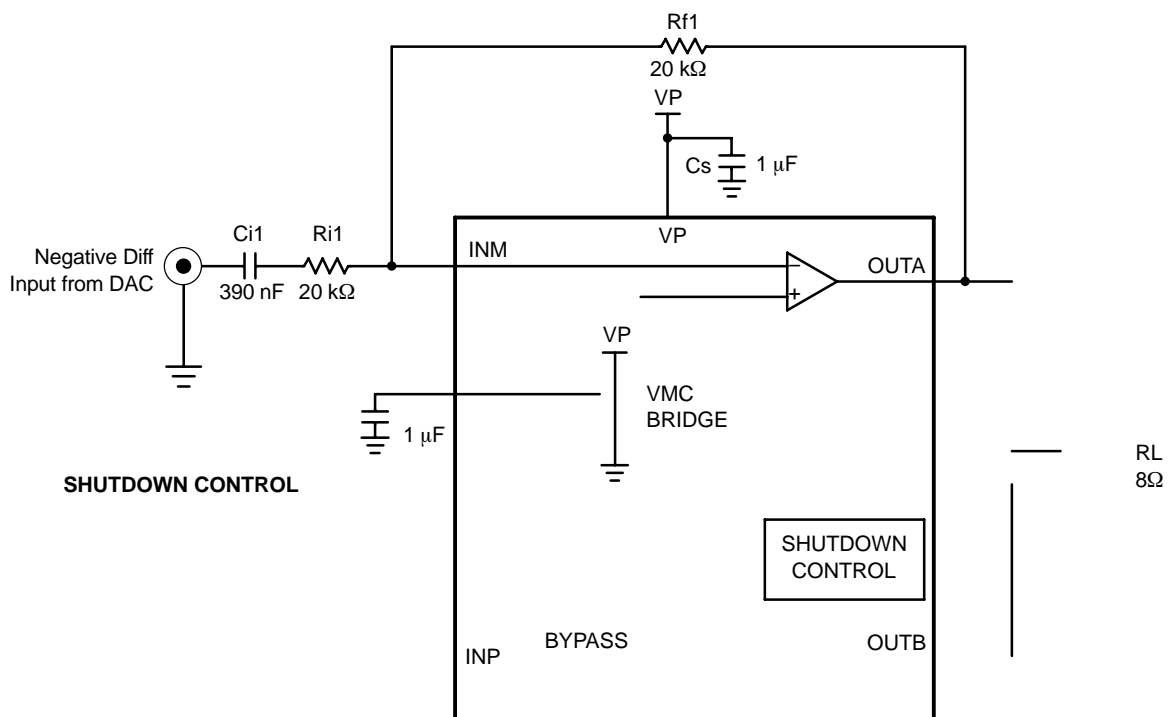 Rf1
20 kΩ
VP
Cs
1 μF
VP
Negative Diff
Input from DAC
Ci1
390 nF
Ri1
20 kΩ
INM
−
+
OUTA
VP
VMC
BRIDGE
1 μF
SHUTDOWN CONTROL
RL
8Ω
SHUTDOWN
CONTROL
BYPASS
INP
OUTB